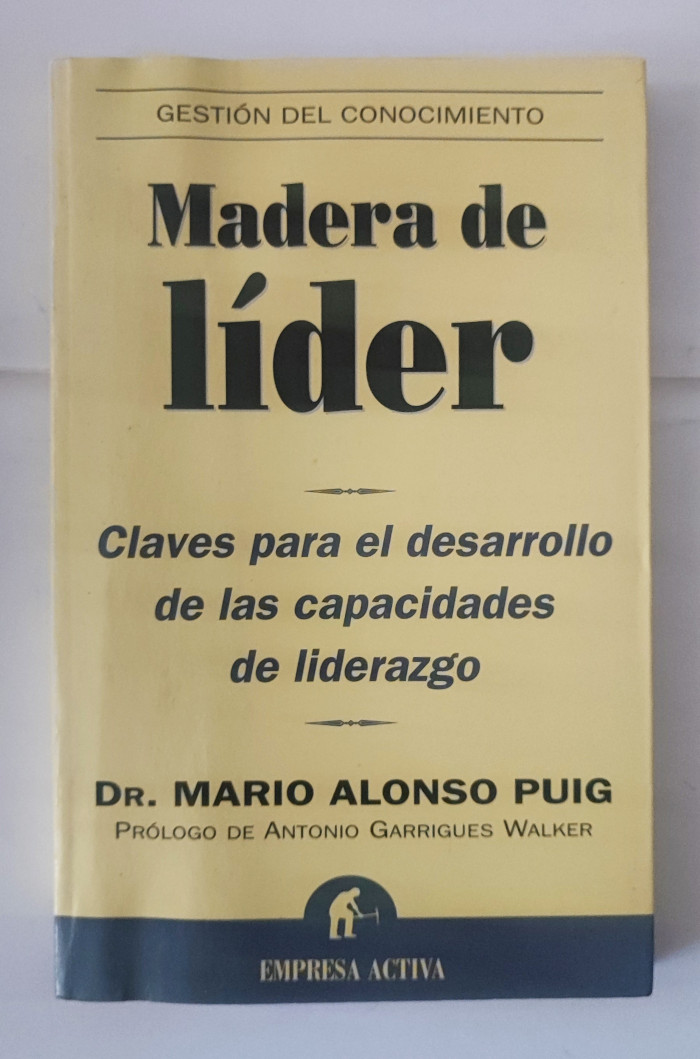 GESTIÓN DEL CONOCIMIENTO
Madera de
líder
Claves para el desarrollo
de las capacidades
de liderazgo
DR. MARIO ALONSO PUIG
PRÓLOGO DE ANTONIO GARRIGUES WALKER
EMPRESA ACTIVA